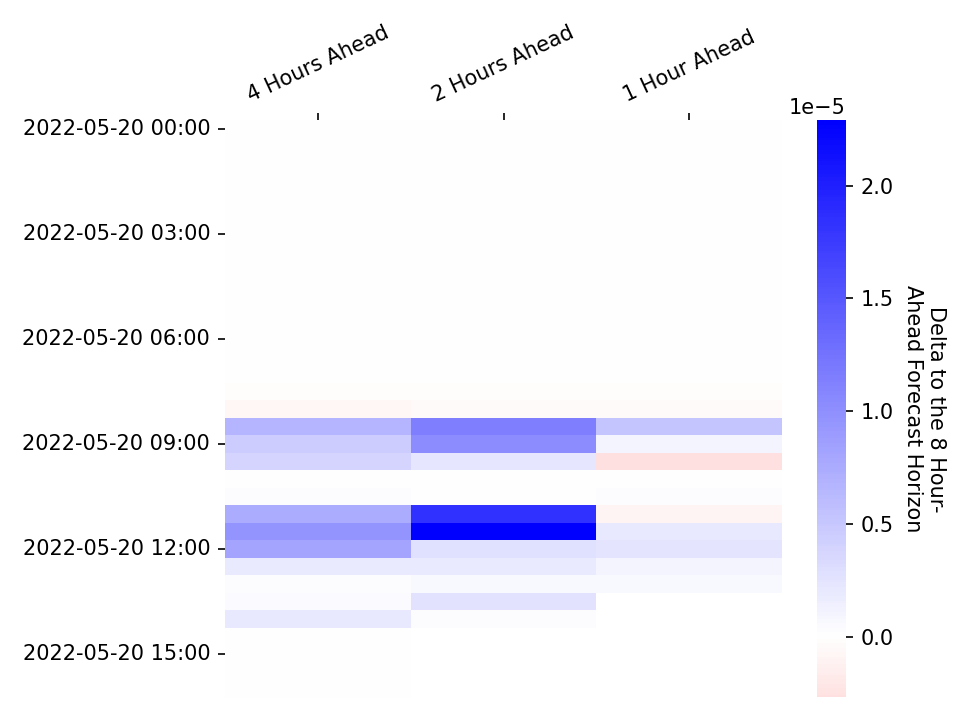 4 Hours Ahead
2 Hours Ahead
1 Hour Ahead
1e−5
2022-05-20 00:00
2022-05-20 03:00
2022-05-20 06:00
2022-05-20 09:00
2022-05-20 12:00
2022-05-20 15:00
2.0
1.5
1.0
0.5
0.0
Delta to the 8 Hour-
Ahead Forecast Horizon